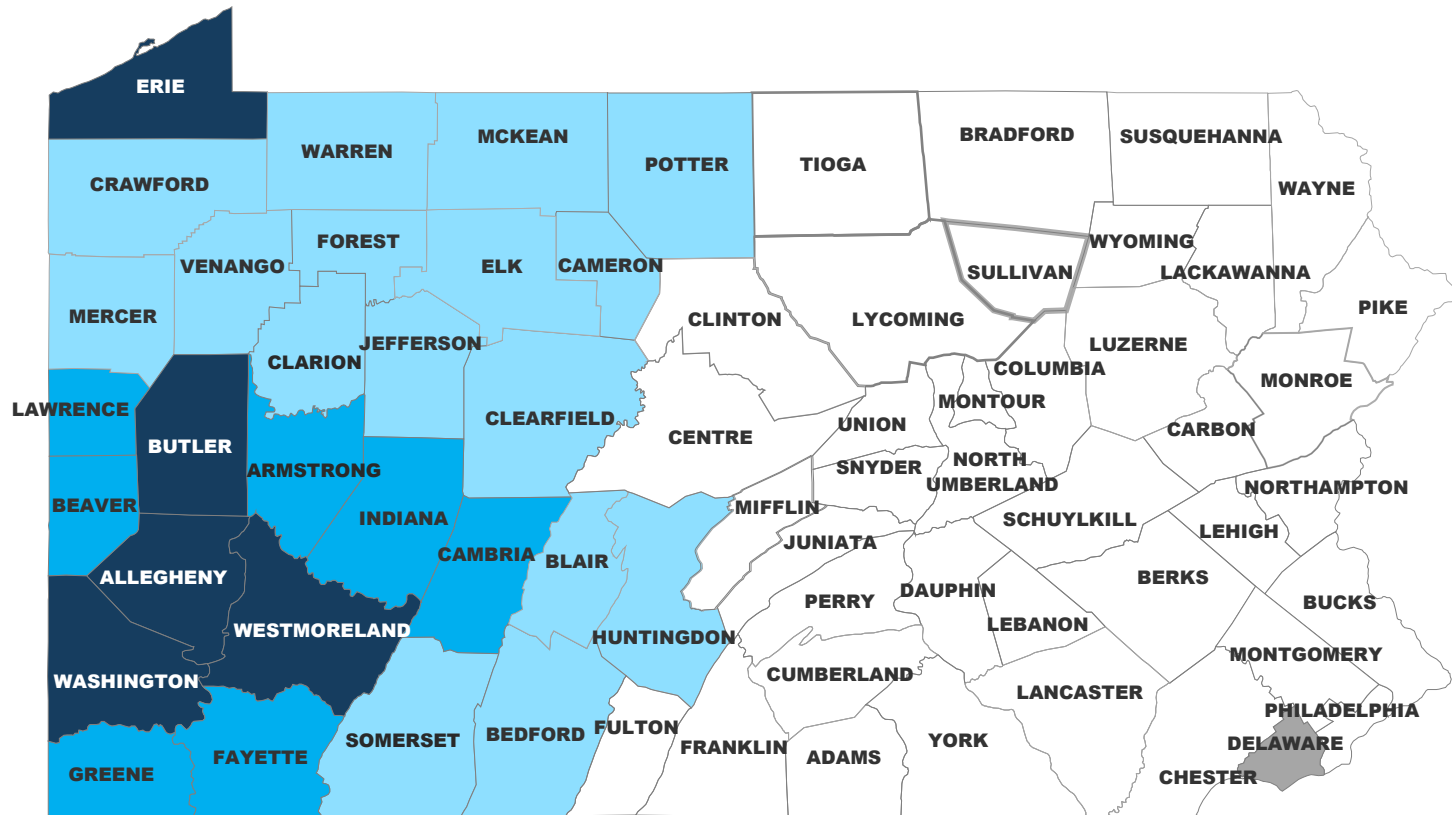 ERIE
WARREN
MCKEAN
POTTER
TIOGA
BRADFORD
SUSQUEHANNA
WAYNE
CRAWFORD
FOREST
VENANGO
ELK
CAMERON
WYOMING
SULLIVAN
LACKAWANNA
PIKE
MERCER
CLARION
JEFFERSON
CLINTON
LYCOMING
COLUMBIA
LUZERNE
MONROE
LAWRENCE
BUTLER
CLEARFIELD
CENTRE
UNION
MONTOUR
CARBON
ARMSTRONG
SNYDER
NORTH
UMBERLAND
NORTHAMPTON
BEAVER
INDIANA
MIFFLIN
SCHUYLKILL
LEHIGH
CAMBRIA
BLAIR
JUNIATA
ALLEGHENY
DAUPHIN
BERKS
BUCKS
PERRY
WESTMORELAND
HUNTINGDON
LEBANON
MONTGOMERY
WASHINGTON
CUMBERLAND
LANCASTER
PHILADELPHIA
SOMERSET
BEDFORD
FULTON
FRANKLIN
ADAMS
YORK
DELAWARE
GREENE
FAYETTE
CHESTER